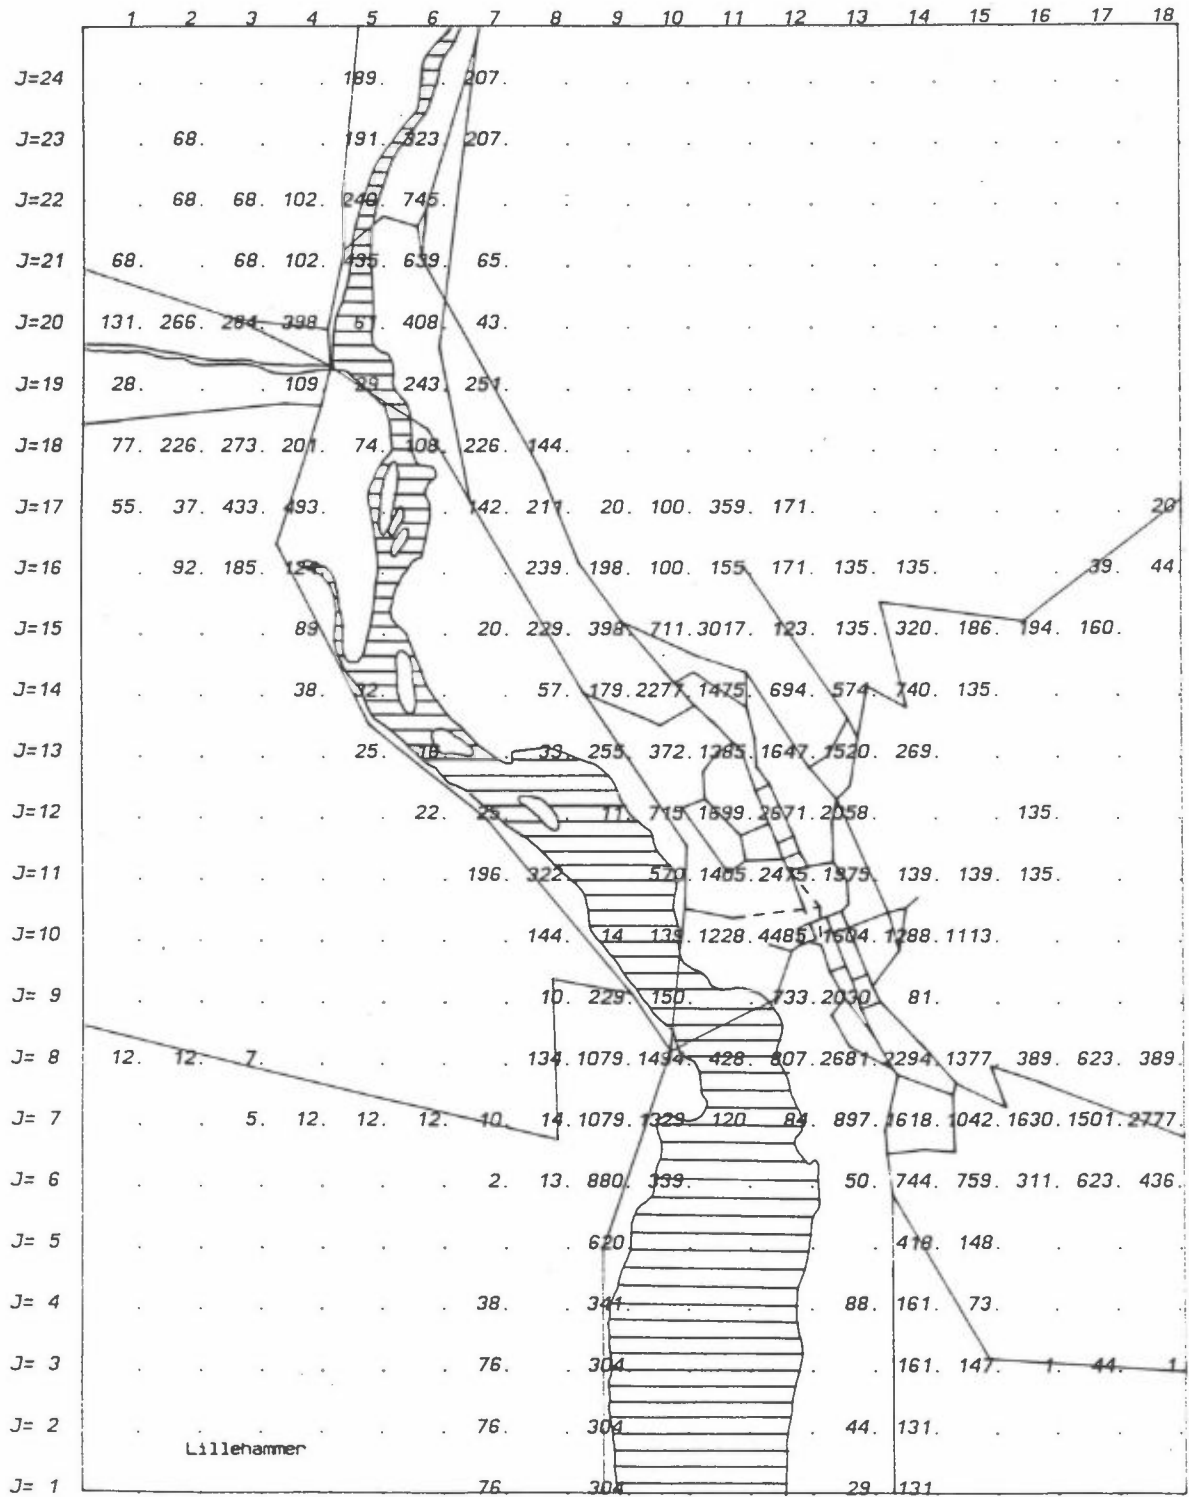 1 2 3 4 5 6 7 8 9 10 11 12 13 14 15 16 17 18
J=24 . . . . 189. . 207. . . . . . . . . . . .
J=23 . 68. . . 191. 323. 207. . . . . . . . . . . .
J=22 . 68. 68. 102. 240. 745. . . . . . . . . . . . .
J=21 68. . 68. 102. 435. 639. 65. . . . . . . . . . . .
J=20 131. 266. 284. 398. 61. 408. 43. . . . . . . . . . . .
J=19 28. . . 109. 29. 243. 251. . . . . . . . . . . .
J=18 77. 226. 273. 201. 74. 108. 226. 144. . . . . . . . . . .
J=17 55. 37. 433. 493. . . 142. 211. 20. 100. 359. 171. . . . . . 20.
J=16 . 92. 185. 124. . . . 239. 198. 100. 155. 171. 135. 135. . . 39. 44.
J=15 . . . 89. . . 20. 229. 398. 711. 3017. 123. 135. 320. 186. 194. 160. .
J=14 . . . 38. 32. . . 57. 179. 2277. 1475. 694. 574. 740. 135. . . .
J=13 . . . . 25. 18. . 33. 255. 372. 1385. 1647. 1520. 269. . . . .
J=12 . . . . . 22. 25. . 11. 715. 1699. 2671. 2058. . . 135. . .
J=11 . . . . . . 196. 322. . 570. 1405. 2475. 1979. 139. 139. 135. . .
J=10 . . . . . . . 144. 14. 139. 1228. 4485. 1604. 1288. 1113. . . .
J= 9 . . . . . . . 10. 229. 150. . 733. 2030. 81. . . . .
J= 8 12. 12. 7. . . . . 134. 1079. 1494. 428. 807. 2681. 2294. 1377. 389. 623. 389.
J= 7 . . 5. 12. 12. 12. 10. 14. 1079. 1329. 120. 84. 897. 1618. 1042. 1630. 1501. 2777.
J= 6 . . . . . . 2. 13. 880. 339. . . 50. 744. 759. 311. 623. 436.
J= 5 . . . . . . . . 620. . . . . 418. 148. . . .
J= 4 . . . . . . 38. . 341. . . . 88. 161. 73. . . .
J= 3 . . . . . . 76. . 304. . . . . 161. 147. 1. 44. 1.
J= 2 . . . . . . 76. . 304. . . . 44. 131. . . . .
Lillehammer
J= 1 76. 304. 29. 131.